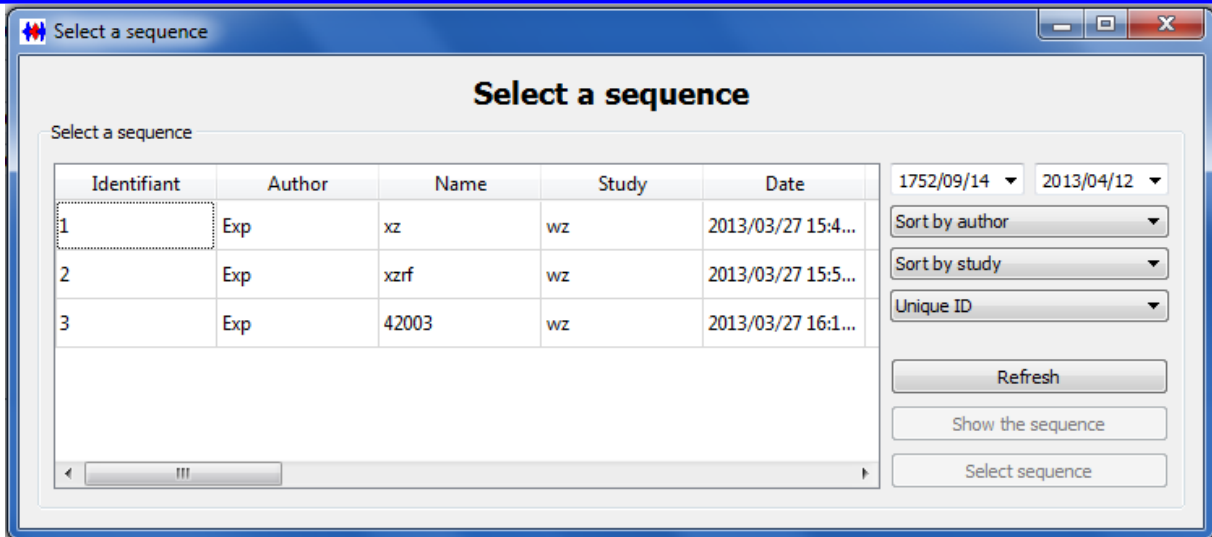 Select a sequence
Select a sequence
Select a sequence
Identifiant Author Name Study Date
1 Exp xz wz 2013/03/27 15:4...
2 Exp xzrf wz 2013/03/27 15:5...
3 Exp 42003 wz 2013/03/27 16:1...
1752/09/14 2013/04/12
Sort by author
Sort by study
Unique ID
Refresh
Show the sequence
Select sequence